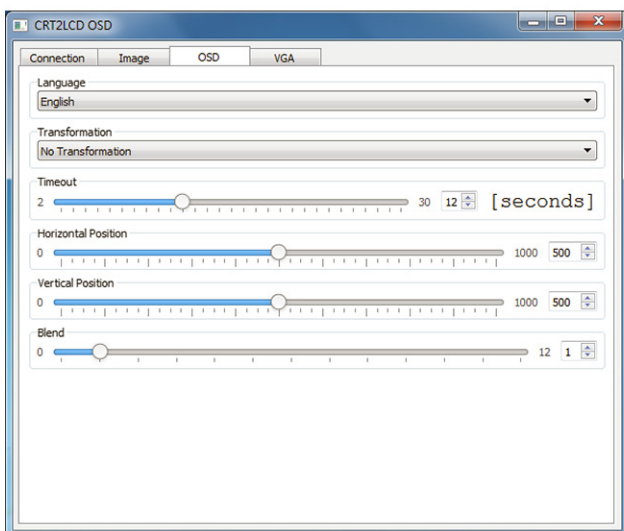 CRT2LCD OSD
Connection Image OSD VGA
Language
English
Transformation
No Transformation
Timeout
2 30 12 [seconds]
Horizontal Position
0 1000 500
Vertical Position
0 1000 500
Blend
0 12 1